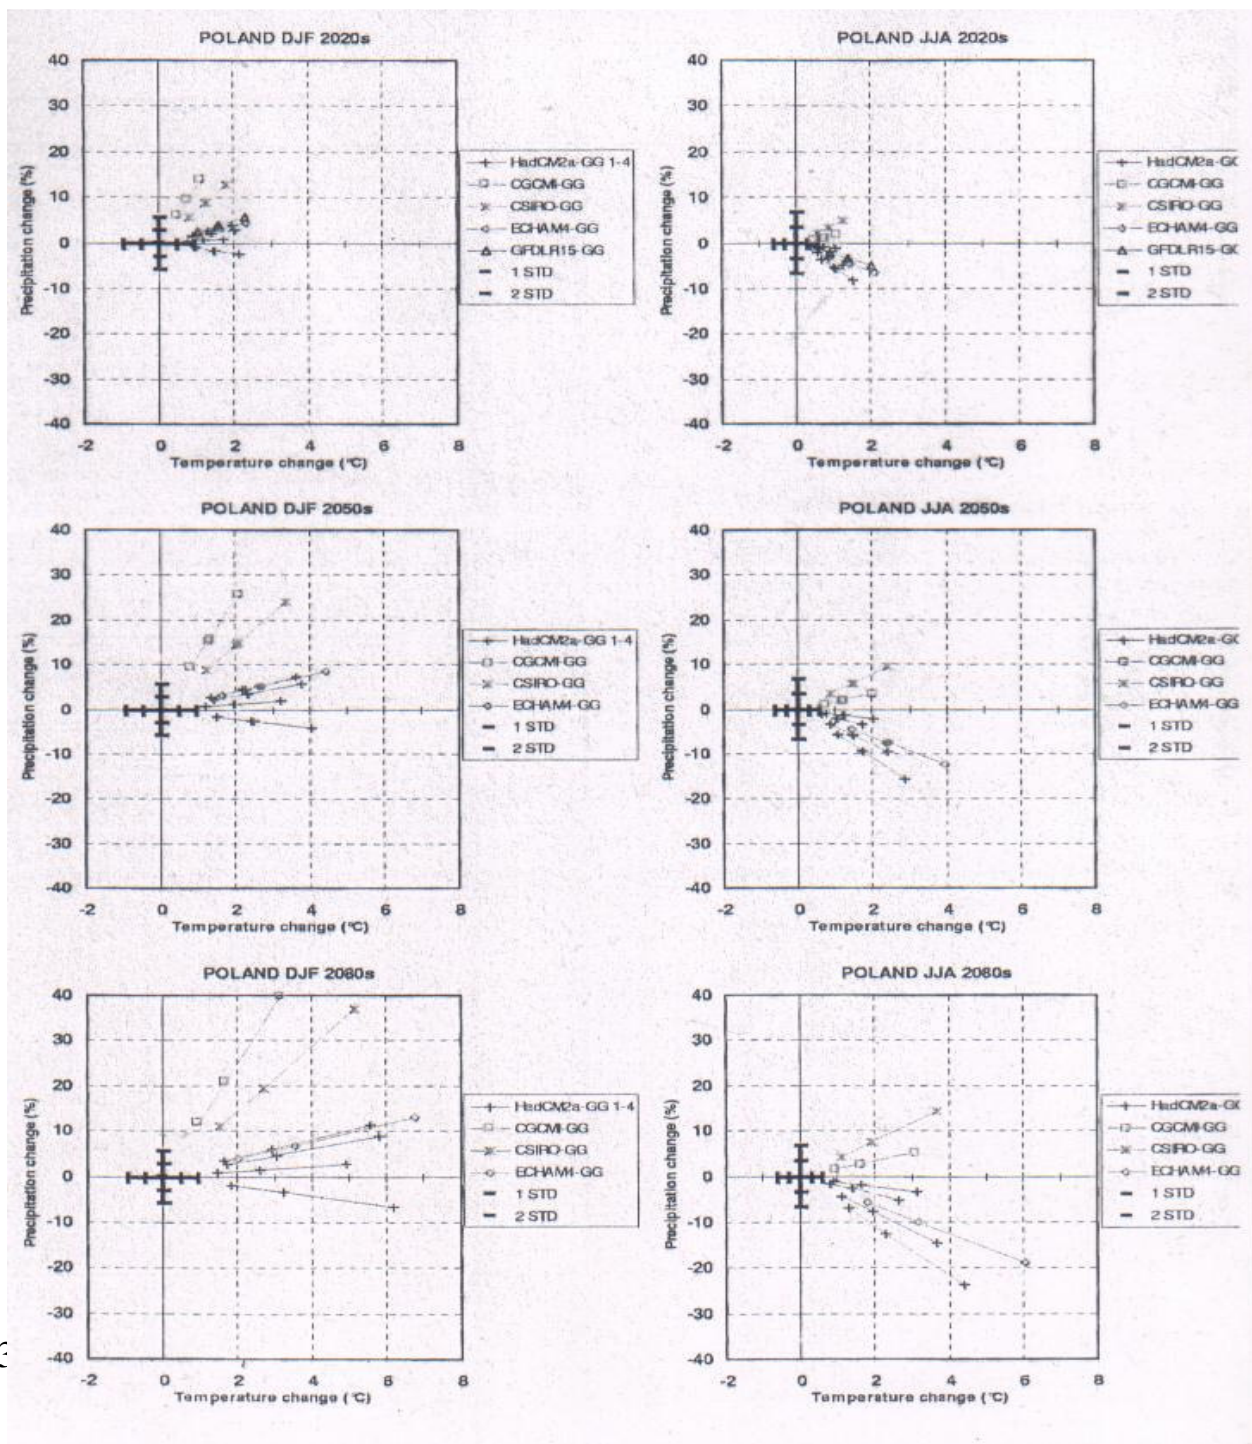 POLAND DJF 2020s
Precipitation change (%)
40
30
20
10
0
-10
-20
-30
-40
-2 0 2 4 6 8
Temperature change (°C)
HadCM2a-GG 1-4
CGCMI-GG
CSIRO-GG
ECHAM4-GG
GFDLR15-GG
1 STD
2 STD
POLAND JJA 2020s
Precipitation change (%)
40
30
20
10
0
-10
-20
-30
-40
-2 0 2 4 6 8
Temperature change (°C)
HadCM2a-GG
CGCMI-GG
CSIRO-GG
ECHAM4-GG
GFDLR15-GG
1 STD
2 STD
POLAND DJF 2050s
Precipitation change (%)
40
30
20
10
0
-10
-20
-30
-40
-2 0 2 4 6 8
Temperature change (°C)
HadCM2a-GG 1-4
CGCMI-GG
CSIRO-GG
ECHAM4-GG
1 STD
2 STD
POLAND JJA 2050s
Precipitation change (%)
40
30
20
10
0
-10
-20
-30
-40
-2 0 2 4 6 8
Temperature change (°C)
HadCM2a-GG
CGCMI-GG
CSIRO-GG
ECHAM4-GG
1 STD
2 STD
POLAND DJF 2080s
Precipitation change (%)
40
30
20
10
0
-10
-20
-30
-40
-2 0 2 4 6 8
Temperature change (°C)
HadCM2a-GG 1-4
CGCMI-GG
CSIRO-GG
ECHAM4-GG
1 STD
2 STD
POLAND JJA 2080s
Precipitation change (%)
40
30
20
10
0
-10
-20
-30
-40
-2 0 2 4 6 8
Temperature change (°C)
HadCM2a-GG
CGCMI-GG
CSIRO-GG
ECHAM4-GG
1 STD
2 STD